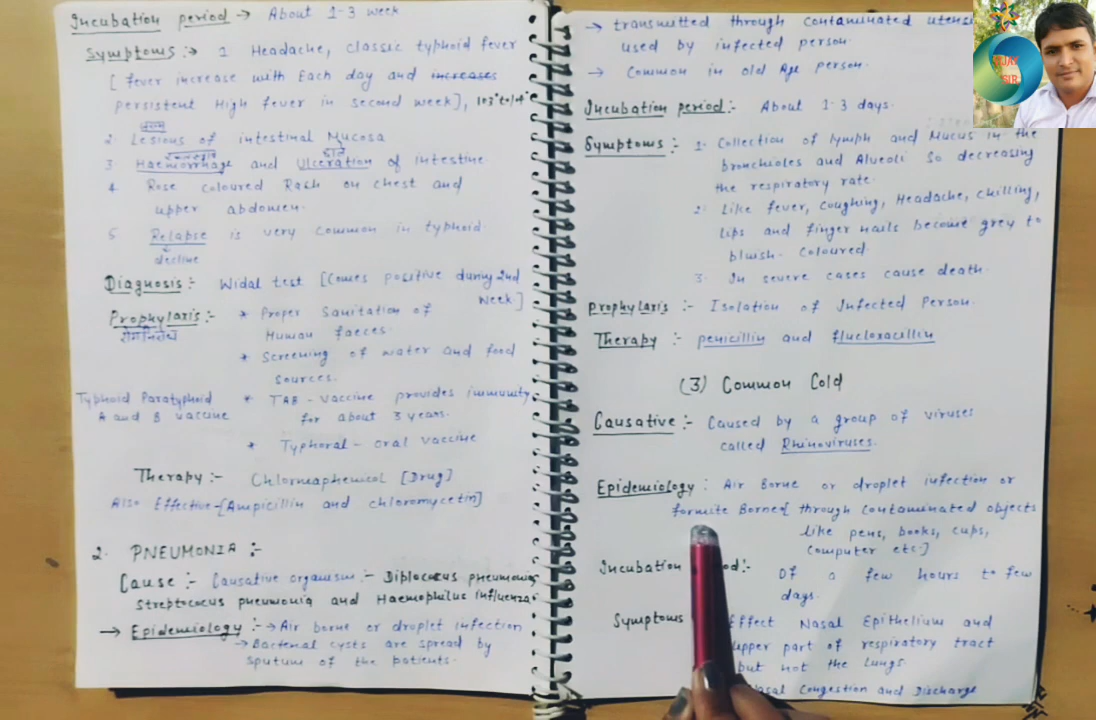 Incubation period → About 1-3 week
Symptoms :→ 1 Headache, classic typhoid fever
[ fever increase with Each day and increases
persistent High fever in second week], 103° to 104°
2. Lesions of intestinal Mucosa
3 Haemorrhage and Ulceration of intestine
4 Rose coloured Rash on chest and
upper abdomen.
5 Relapse is very common in typhoid.
decline
Diagnosis :- Widal test [Comes positive during 2nd
Week.]
Prophylaxis :- * Proper Sanitation of
रोगनिरोध Human faeces.
* Screening of water and food
sources.
Typhoid Paratyphoid * TAB-vaccine provides immunity
A and B vaccine for about 3 years.
* Typhoral - oral vaccine
Therapy :- [Drug]
Also Effective-[Ampicillin and chloromycetin]
2. PNEUMONIA :-
Cause :- Causative organism :- Diplococus pneumonia,
Streptococus pneumonia and Haemophilus influenza.
→ Epidemiology :- → Air borne or droplet infection
→ Bacterial cysts are spread by
sputum of the patients.
→ transmitted through contaminated
used by infected person.
→ Common in old Age person.
Incubation period :- About 1-3 days.
Symptoms :- 1. Collection of lymph and Mucus in the
bronchioles and Alveoli so decreasing
the respiratory rate.
2. Like fever, coughing, Headache, chilling,
lips and finger nails become grey to
bluish coloured.
3. In severe cases cause death.
Prophylaxis :- Isolation of Infected Person.
Therapy :- penicillin and flucloxacillin
(3) Common Cold
Causative :- Caused by a group of viruses
called Rhinoviruses.
Epidemiology : Air Borne or droplet infection or
formite Borne[ through contaminated objects
like pens, books, cups,
computer etc.]
Incubation :- Of a few hours to few
days.
Symptoms Effect Nasal Epithelium and
upper part of respiratory tract
but not the Lungs.
Nasal Congestion and Discharge
SIR